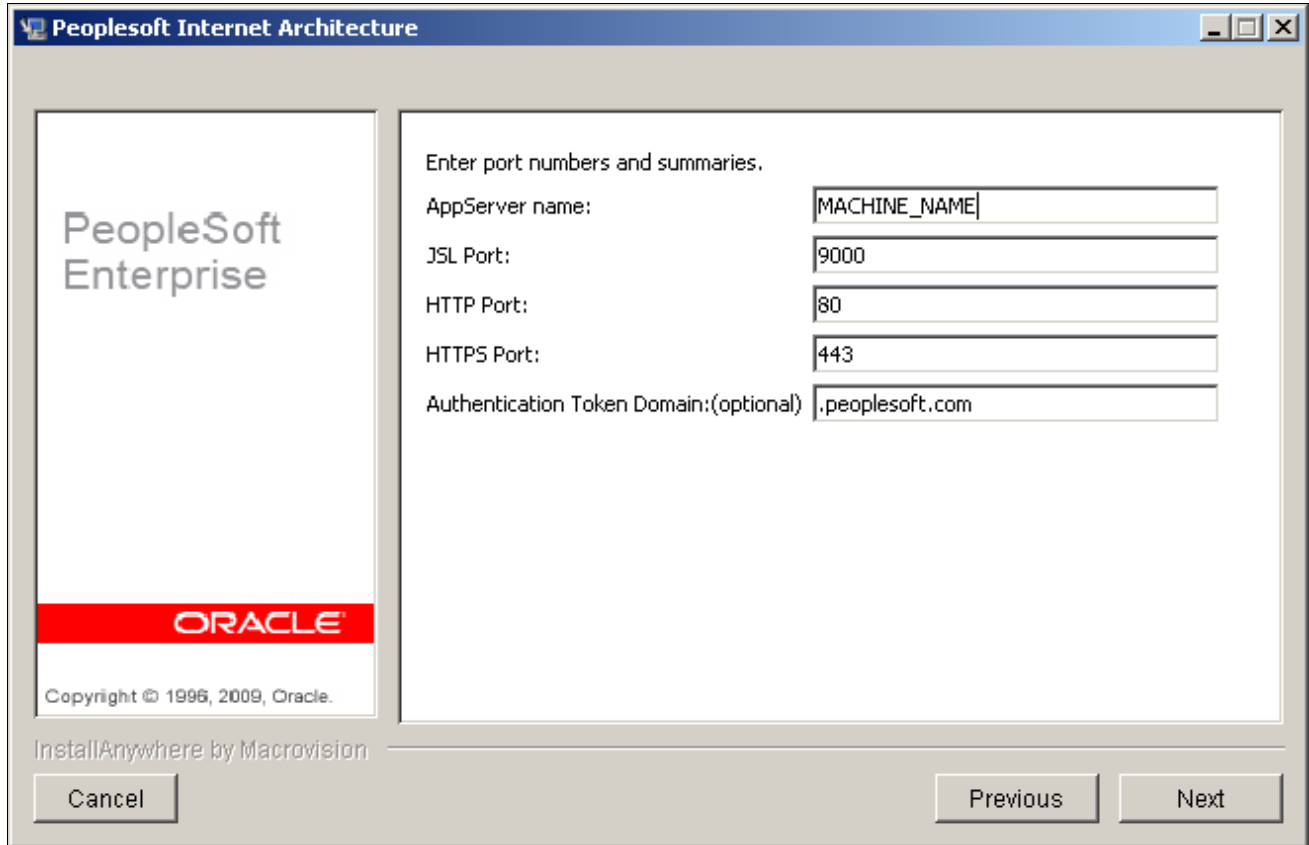 Peoplesoft Internet Architecture
PeopleSoft
Enterprise
ORACLE
Copyright © 1996, 2009, Oracle.
Enter port numbers and summaries.
AppServer name: MACHINE_NAME
JSL Port: 9000
HTTP Port: 80
HTTPS Port: 443
Authentication Token Domain:(optional) .peoplesoft.com
InstallAnywhere by Macrovision
Cancel Previous Next